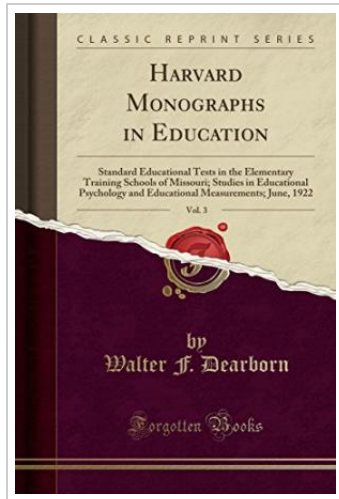 CLASSIC REPRINT SERIES
HARVARD
MONOGRAPHS
IN EDUCATION
Standard Educational Tests in the Elementary
Training Schools of Missouri; Studies in Educational
Psychology and Educational Measurements; June, 1922
Vol. 3
F
by
Walter F. Dearborn
Forgotten Books